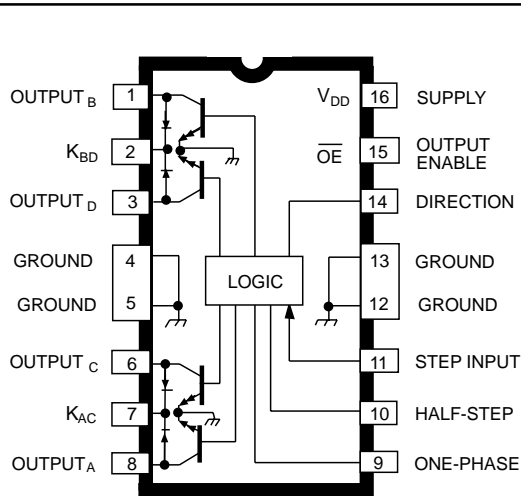 OUTPUT B 1 VDD 16 SUPPLY
KBD 2 OE 15 OUTPUT ENABLE
OUTPUT D 3 14 DIRECTION
GROUND 4 13 GROUND
LOGIC
GROUND 5 12 GROUND
OUTPUT C 6 11 STEP INPUT
KAC 7 10 HALF-STEP
OUTPUTA 8 9 ONE-PHASE